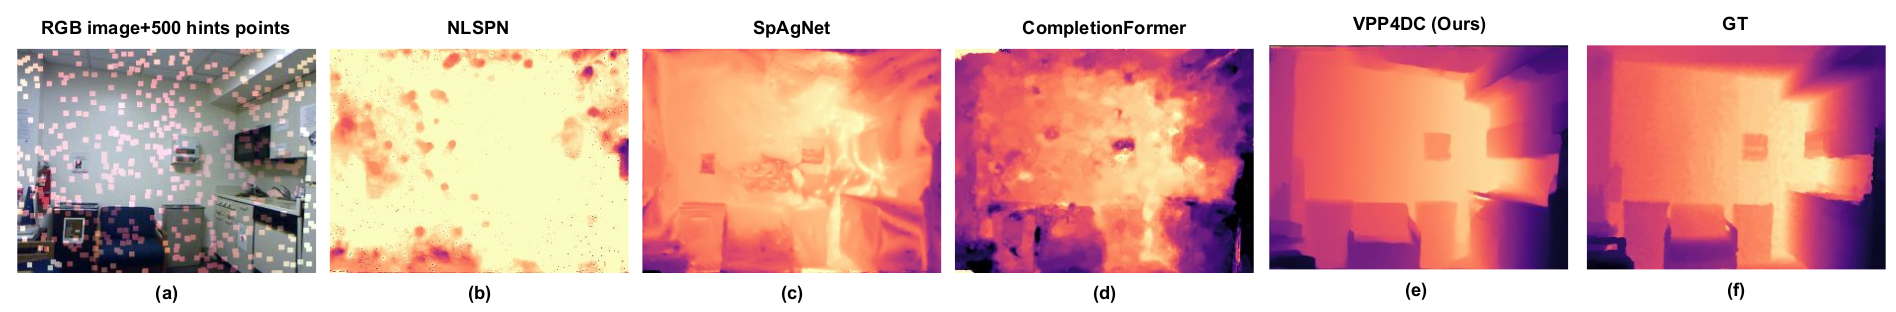 RGB image+500 hints points
NLSPN
SpAgNet
CompletionFormer
VPP4DC (Ours)
GT
(a)
(b)
(c)
(d)
(e)
(f)